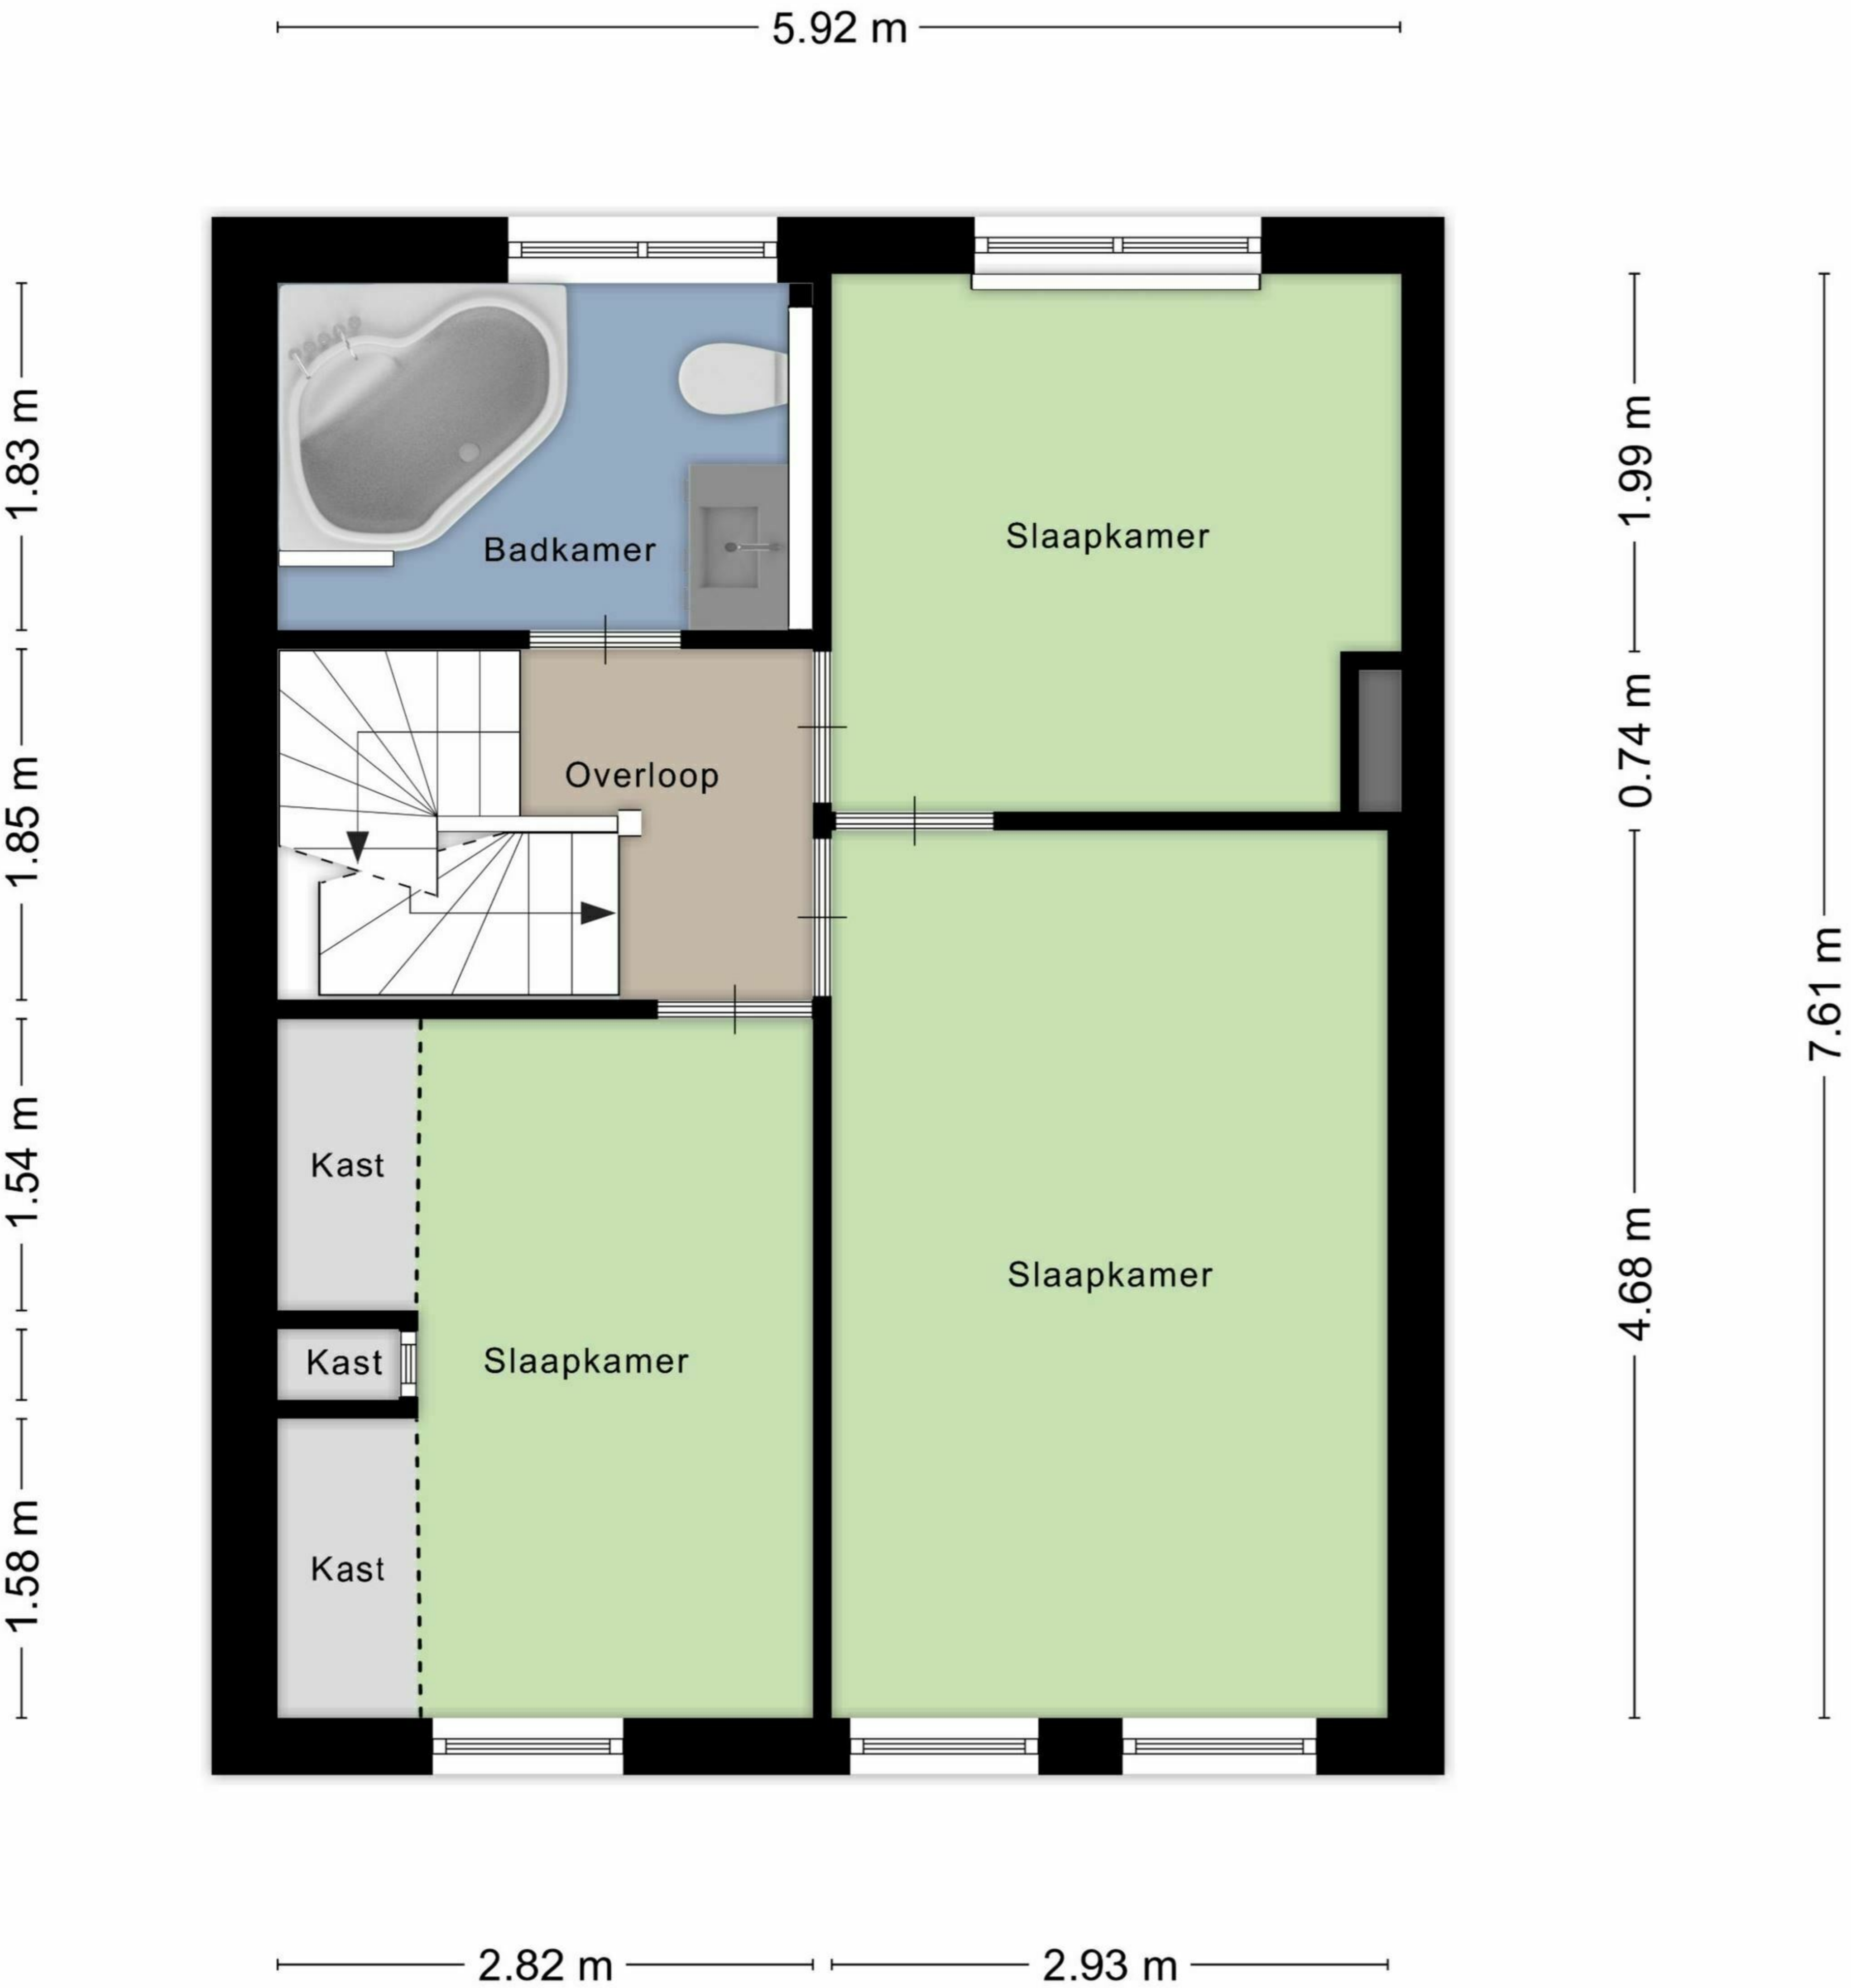 5.92 m
1.83 m
1.99 m
Badkamer
Slaapkamer
0.74 m
Overloop
1.85 m
7.61 m
1.54 m
Kast
4.68 m
Slaapkamer
Kast
Slaapkamer
1.58 m
Kast
2.82 m
2.93 m